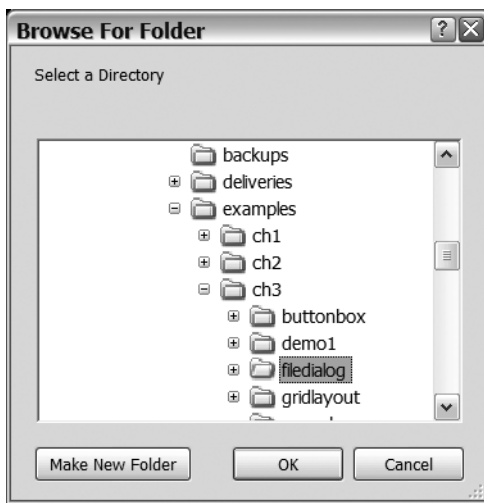 Browse For Folder
Select a Directory
backups
deliveries
examples
ch1
ch2
ch3
buttonbox
demo1
filedialog
gridlayout
Make New Folder
OK
Cancel